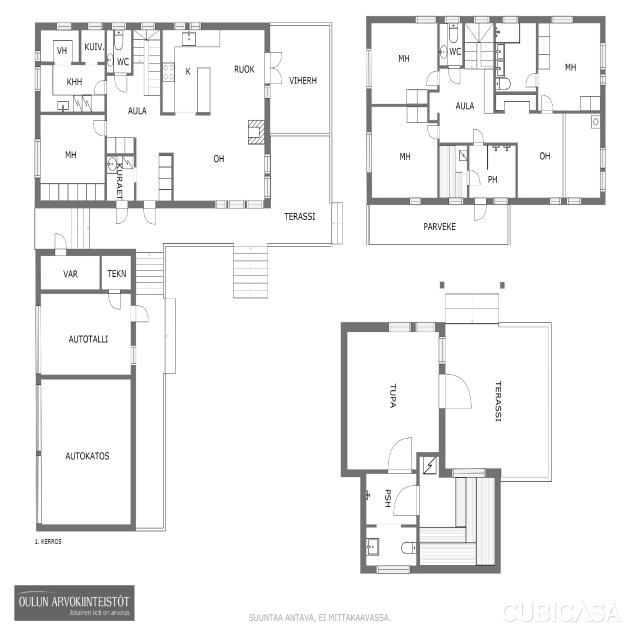 VH
KUIV.
WC
KHH
K
RUOK
VIHERH
AULA
MH
KURAET
OH
TERASSI
VAR
TEKN
AUTOTALLI
AUTOKATOS
1. KERROS
MH
WC
MH
AULA
MH
PH
OH
PARVEKE
TUPA
TERASSI
PSH
OULUN ARVOKIINTEISTÖT
Jokainen koti on arvokas
SUUNTAA ANTAVA, EI MITTAKAAVASSA.
CUBICASA